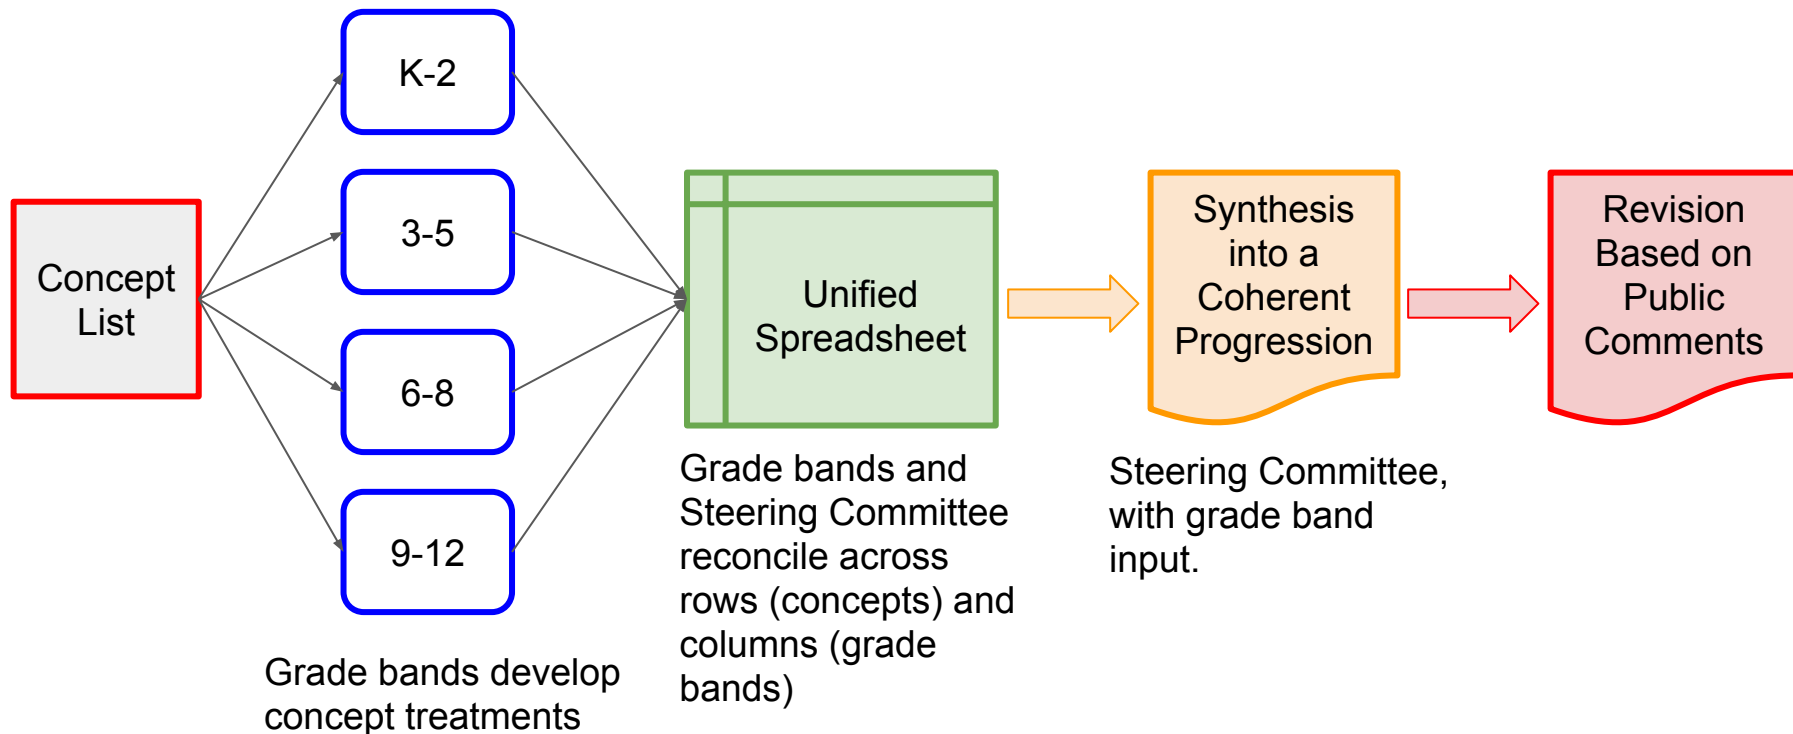 Concept
List
K-2
3-5
6-8
9-12
Grade bands develop
concept treatments
Unified
Spreadsheet
Grade bands and
Steering Committee
reconcile across
rows (concepts) and
columns (grade
bands)
Synthesis
into a
Coherent
Progression
Steering Committee,
with grade band
input.
Revision
Based on
Public
Comments